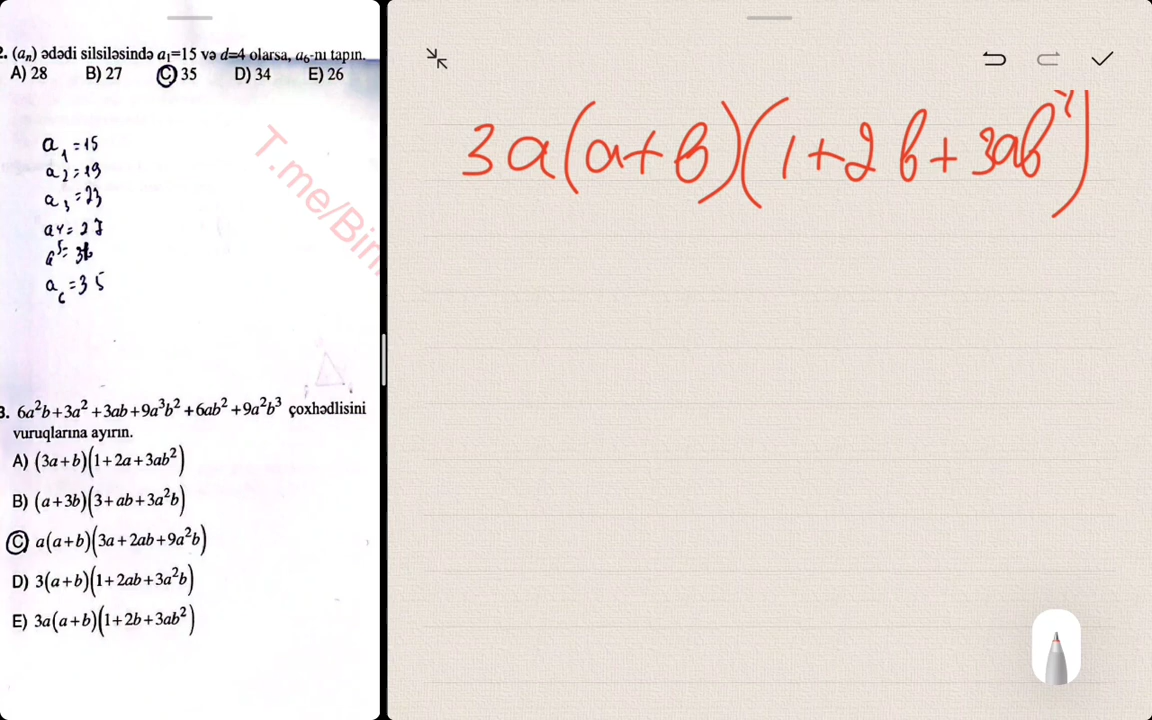 2. (aₙ) ədədi silsiləsində a₁=15 və d=4 olarsa, a₆-nı tapın.
A) 28 B) 27 C) 35 D) 34 E) 26
a₁=15
a₂=19
a₃=23
a₄=27
a₅=31
a₆=35
T.me/Bir
3. 6a²b+3a²+3ab+9a³b²+6ab²+9a²b³ çoxhədlisini
vuruqlarına ayırın.
A) (3a+b)(1+2a+3ab²)
B) (a+3b)(3+ab+3a²b)
C) a(a+b)(3a+2ab+9a²b)
D) 3(a+b)(1+2ab+3a²b)
E) 3a(a+b)(1+2b+3ab²)
3a(a+b)(1+2b+3ab²)